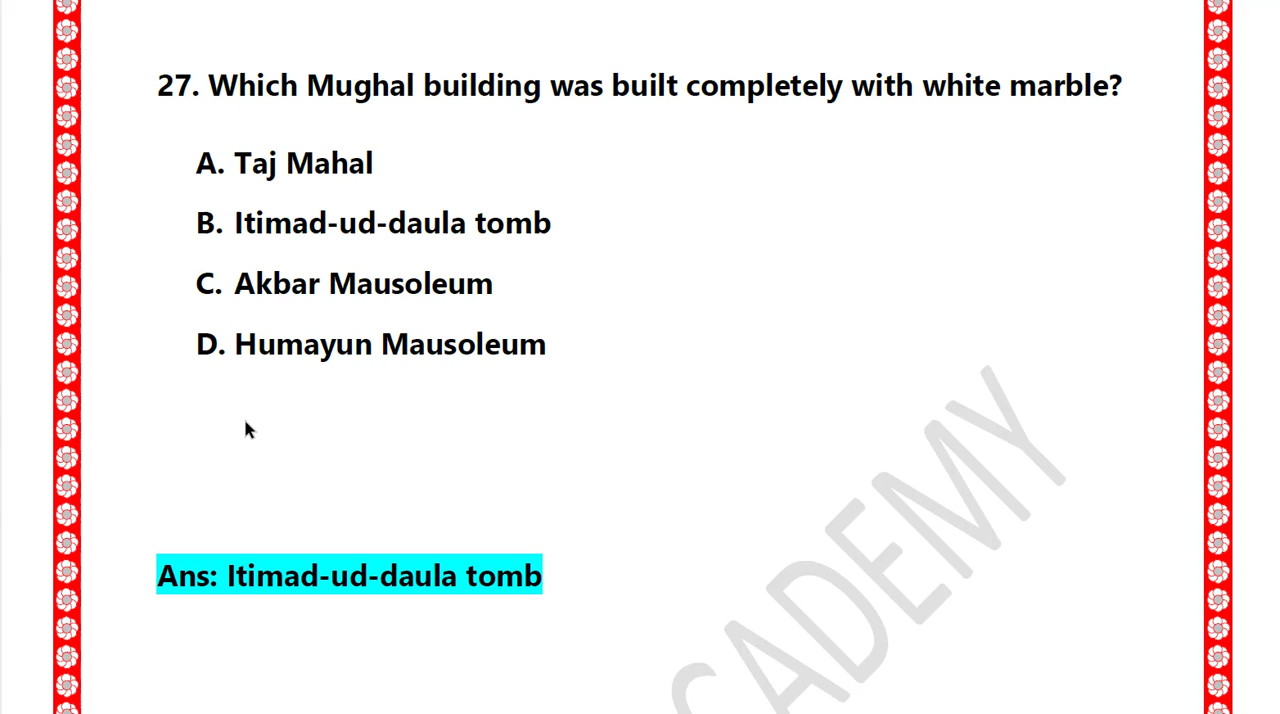 27. Which Mughal building was built completely with white marble?
A. Taj Mahal
B. Itimad-ud-daula tomb
C. Akbar Mausoleum
D. Humayun Mausoleum
Ans: Itimad-ud-daula tomb
CADEMY